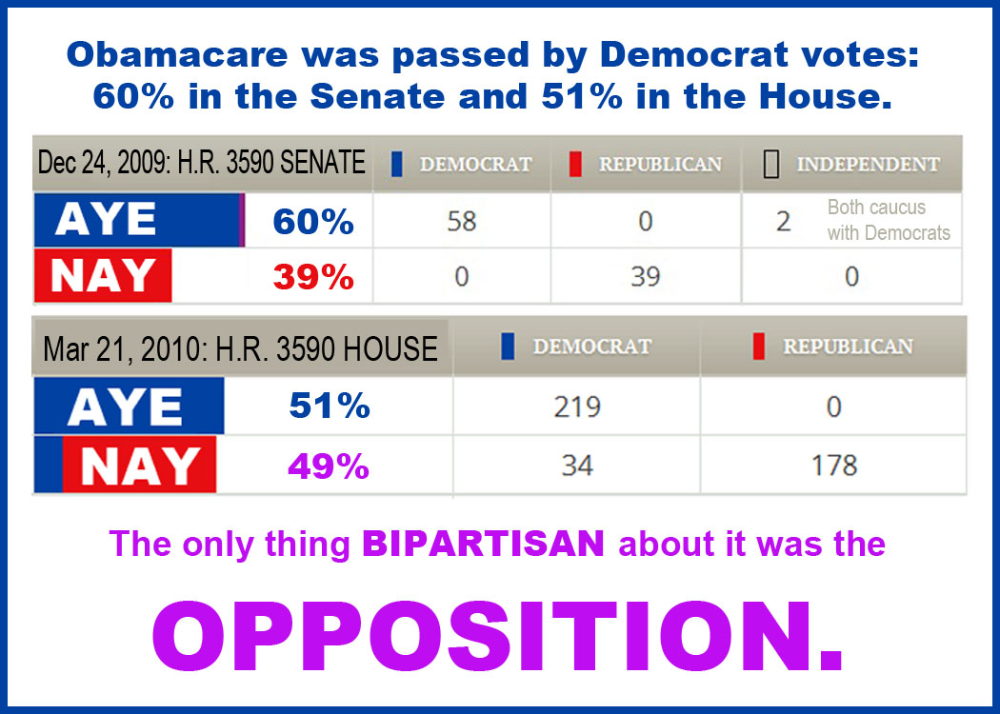 Obamacare was passed by Democrat votes:
60% in the Senate and 51% in the House.
Dec 24, 2009: H.R. 3590 SENATE DEMOCRAT REPUBLICAN INDEPENDENT
AYE 60% 58 0 2 Both caucus
with Democrats
NAY 39% 0 39 0
Mar 21, 2010: H.R. 3590 HOUSE DEMOCRAT REPUBLICAN
AYE 51% 219 0
NAY 49% 34 178
The only thing BIPARTISAN about it was the
OPPOSITION.